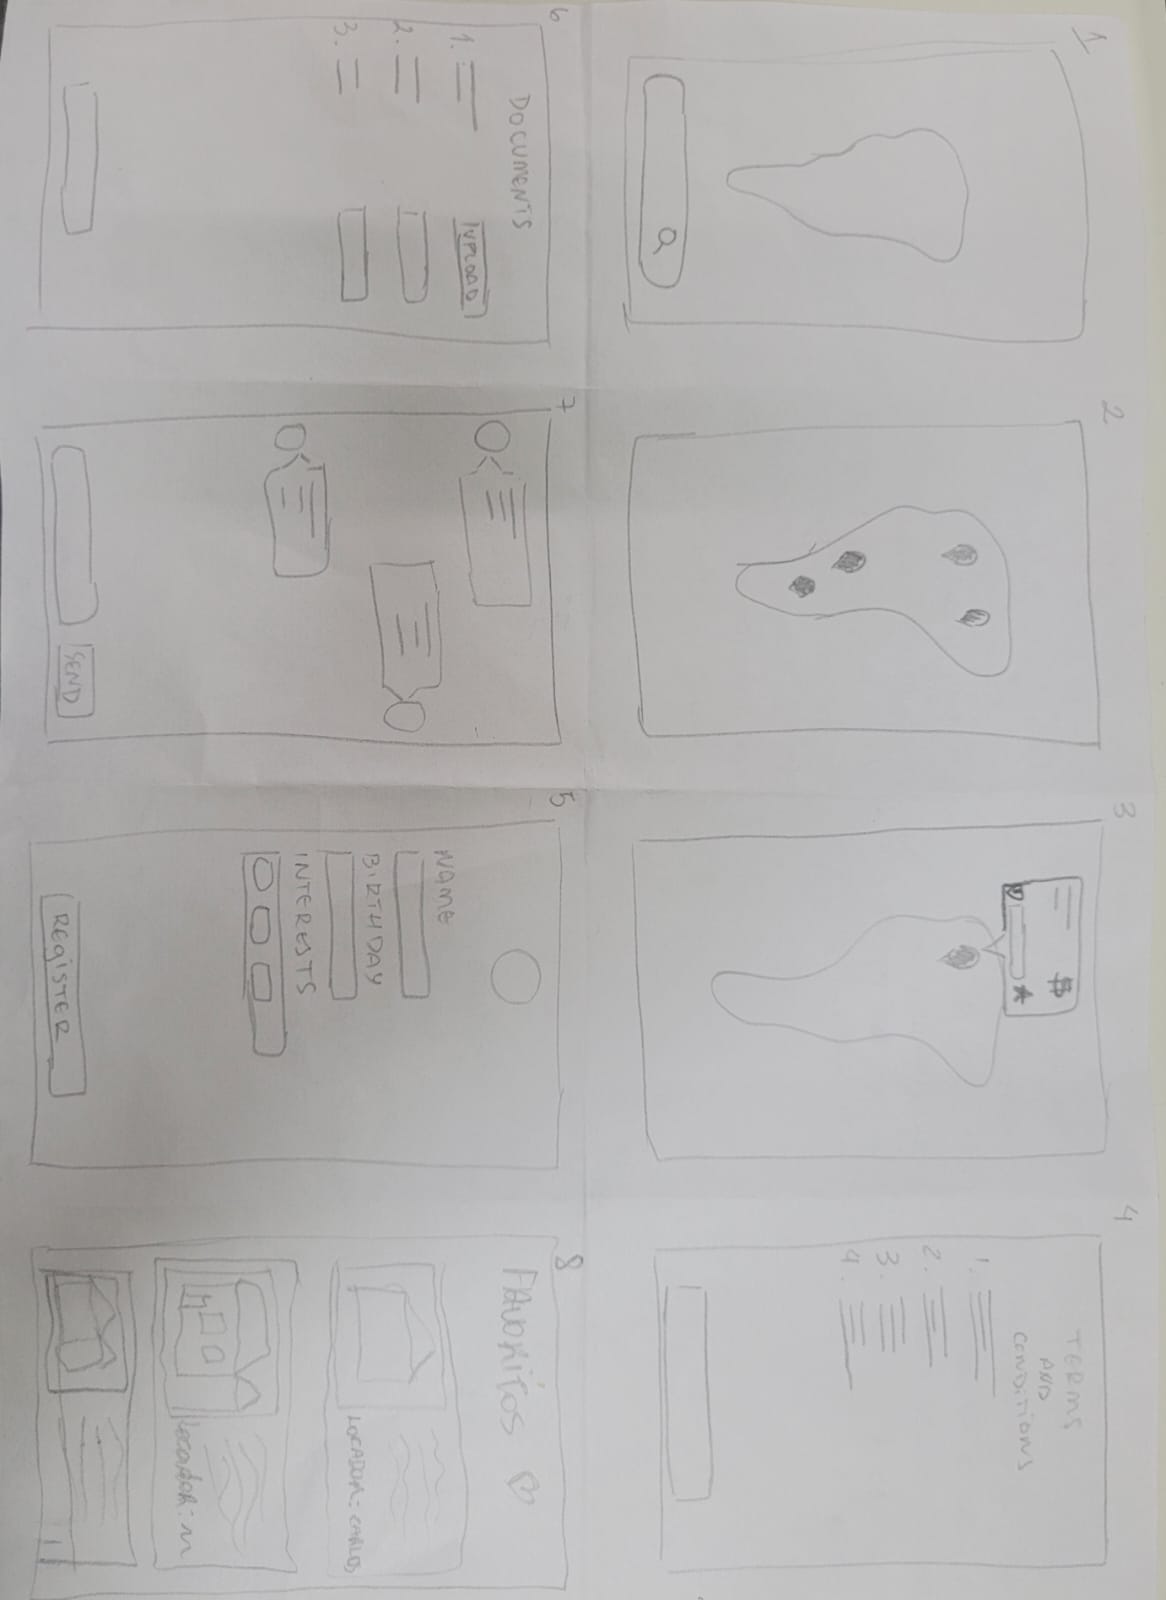 1
2
3
$
4
TERMS
AND
CONDITIONS
1.
2.
3.
4.
6
DOCUMENTS
1. UPLOAD
2.
3.
7
SEND
5
NAME
BIRTHDAY
INTERESTS
REGISTER
8
FAVORITOS
LOCADOR: CARLOS
LOCADOR: